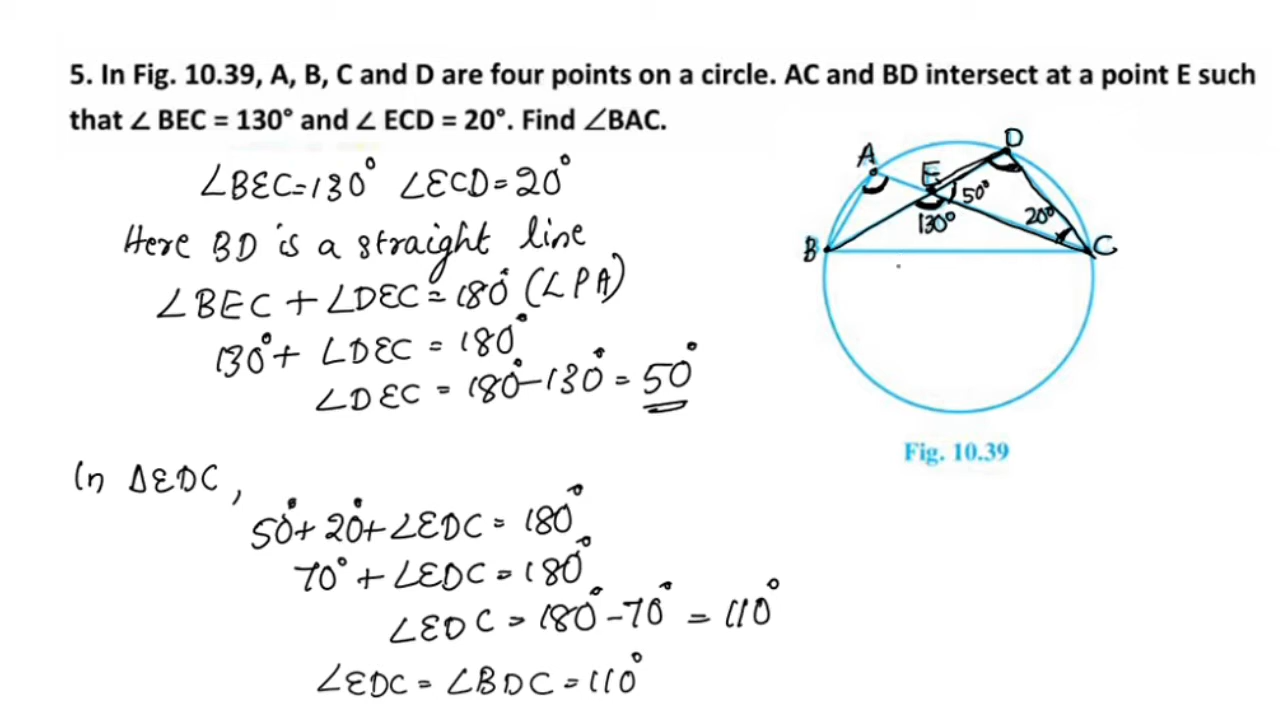 5. In Fig. 10.39, A, B, C and D are four points on a circle. AC and BD intersect at a point E such
that ∠ BEC = 130° and ∠ ECD = 20°. Find ∠BAC.
∠BEC=130° ∠ECD=20°
Here BD is a straight line
∠BEC + ∠DEC = 180° (LPA)
130° + ∠DEC = 180°
∠DEC = 180°-130° = 50°
In ΔEDC,
50°+ 20°+ ∠EDC = 180°
70° + ∠EDC = 180°
∠EDC = 180°-70° = 110°
∠EDC = ∠BDC = 110°
A
D
E
50°
130°
20°
B
C
Fig. 10.39